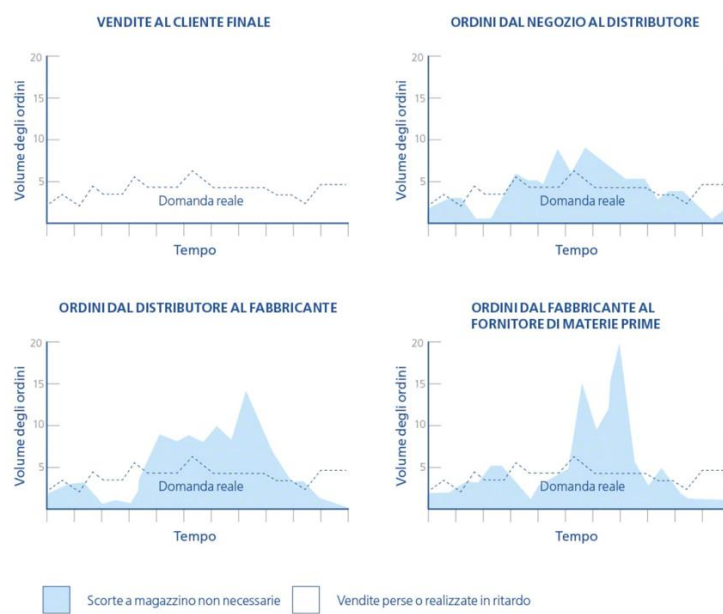 VENDITE AL CLIENTE FINALE
Volume degli ordini
20
15
10
5
Domanda reale
Tempo
ORDINI DAL NEGOZIO AL DISTRIBUTORE
Volume degli ordini
20
15
10
5
Domanda reale
Tempo
ORDINI DAL DISTRIBUTORE AL FABBRICANTE
Volume degli ordini
20
15
10
5
Domanda reale
Tempo
ORDINI DAL FABBRICANTE AL
FORNITORE DI MATERIE PRIME
Volume degli ordini
20
15
10
5
Domanda reale
Tempo
Scorte a magazzino non necessarie
Vendite perse o realizzate in ritardo